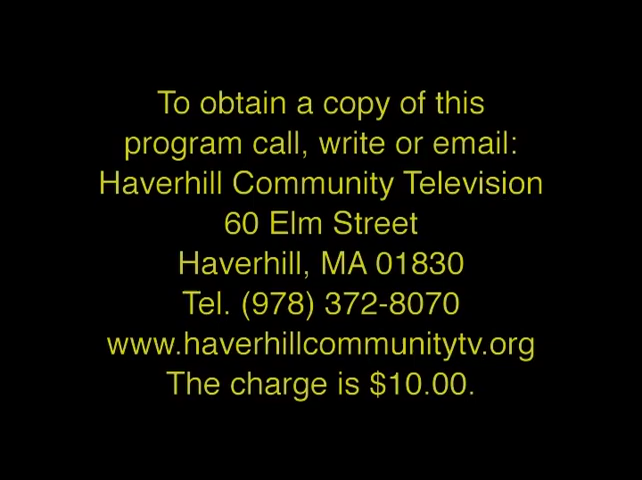 To obtain a copy of this
program call, write or email:
Haverhill Community Television
60 Elm Street
Haverhill, MA 01830
Tel. (978) 372-8070
www.haverhillcommunitytv.org
The charge is $10.00.